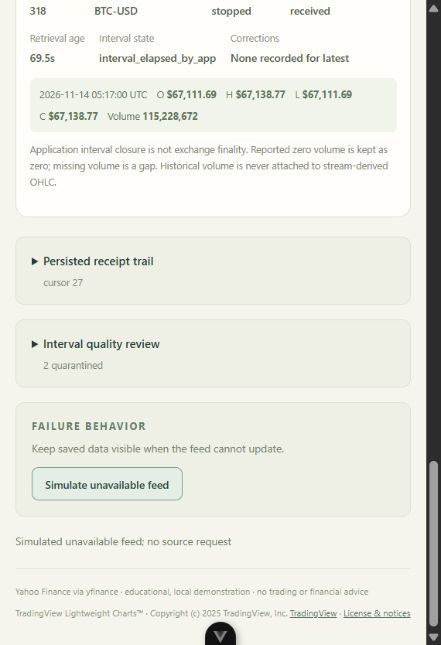 318 BTC-USD stopped received
Retrieval age Interval state Corrections
69.5s interval_elapsed_by_app None recorded for latest
2026-11-14 05:17:00 UTC O $67,111.69 H $67,138.77 L $67,111.69
C $67,138.77 Volume 115,228,672
Application interval closure is not exchange finality. Reported zero volume is kept as
zero; missing volume is a gap. Historical volume is never attached to stream-derived
OHLC.
Persisted receipt trail
cursor 27
Interval quality review
2 quarantined
FAILURE BEHAVIOR
Keep saved data visible when the feed cannot update.
Simulate unavailable feed
Simulated unavailable feed; no source request
Yahoo Finance via yfinance · educational, local demonstration · no trading or financial advice
TradingView Lightweight Charts™ · Copyright (c) 2025 TradingView, Inc. TradingView · License & notices